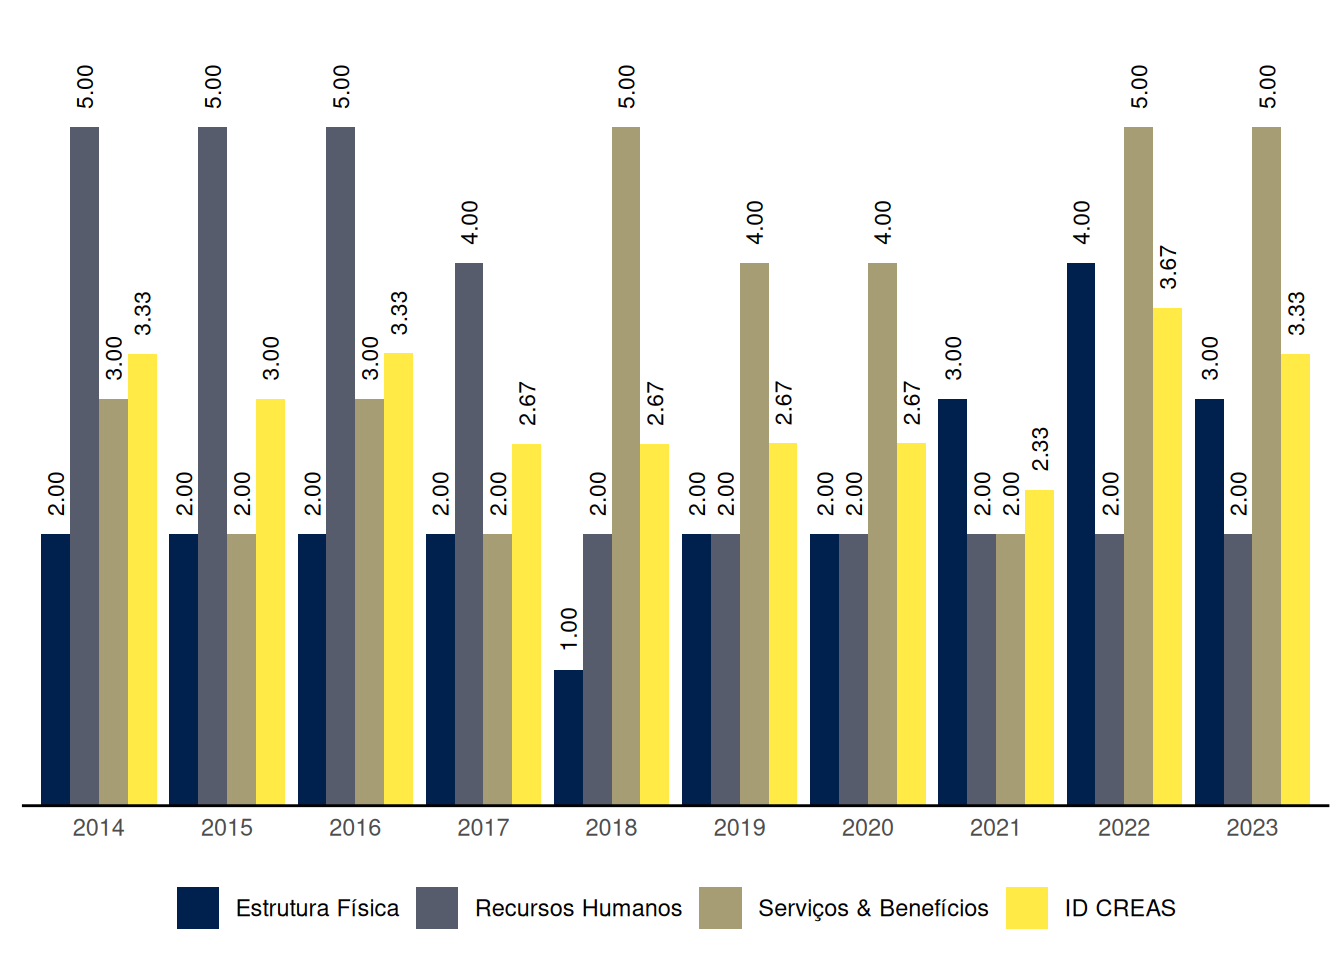 5.00 5.00 5.00 5.00 5.00 5.00
4.00 4.00 4.00 4.00
3.67
3.33 3.33 3.33
3.00 3.00 3.00 3.00 3.00
2.67 2.67 2.67 2.67
2.33
2.00 2.00 2.00 2.00 2.00 2.00 2.00 2.00 2.00 2.00 2.00 2.00 2.00 2.00 2.00
1.00
2014 2015 2016 2017 2018 2019 2020 2021 2022 2023
Estrutura Física Recursos Humanos Serviços & Benefícios ID CREAS